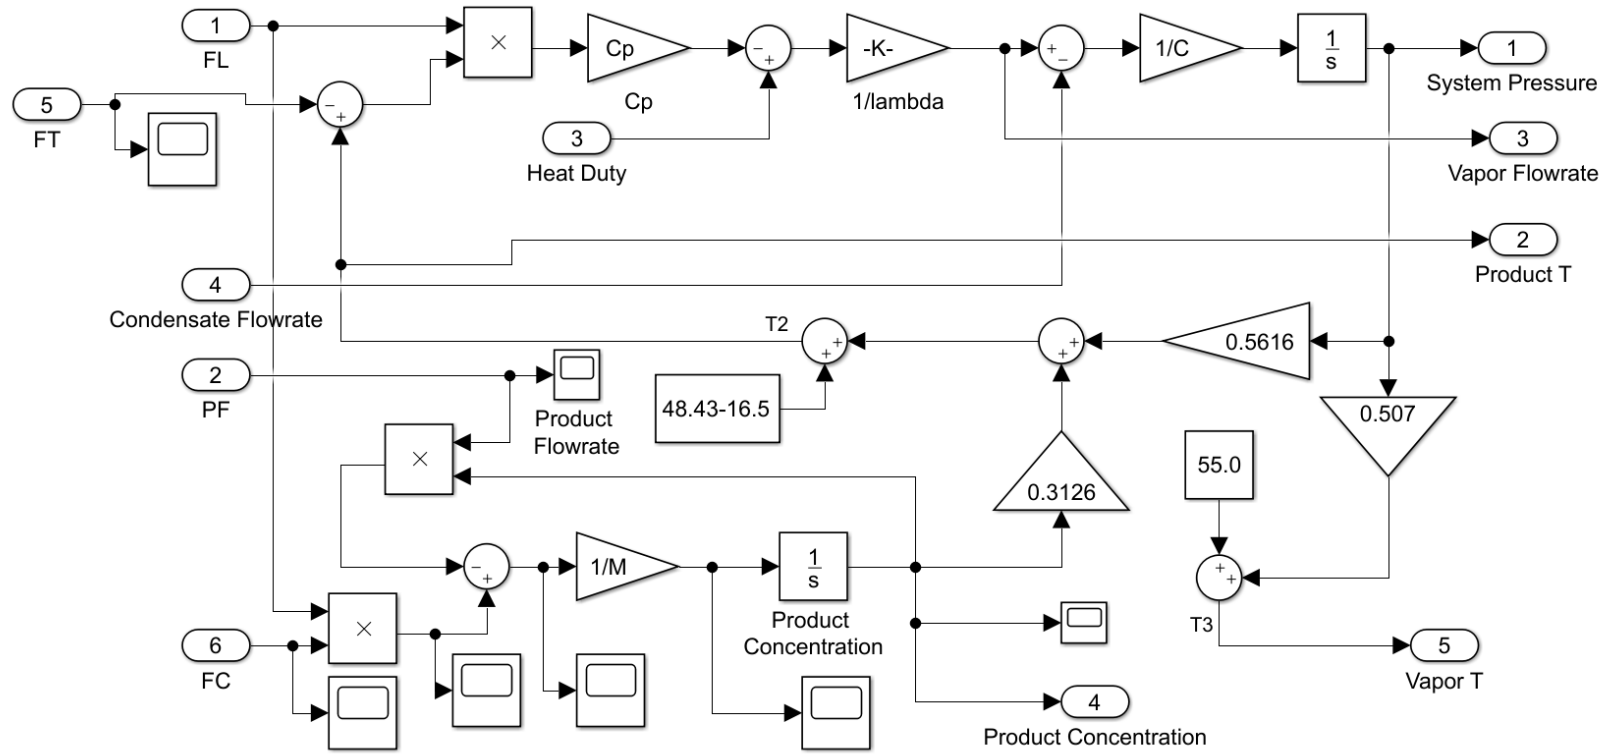 1
FL
×
Cp
Cp
−
+
-K-
1/lambda
+
−
1/C
1
s
1
System Pressure
5
FT
−
+
3
Heat Duty
3
Vapor Flowrate
2
Product T
4
Condensate Flowrate
T2
+
+
+
+
0.5616
2
PF
Product
Flowrate
48.43-16.5
0.507
×
0.3126
55.0
−
+
1/M
1
s
Product
Concentration
+
+
T3
×
6
FC
5
Vapor T
4
Product Concentration